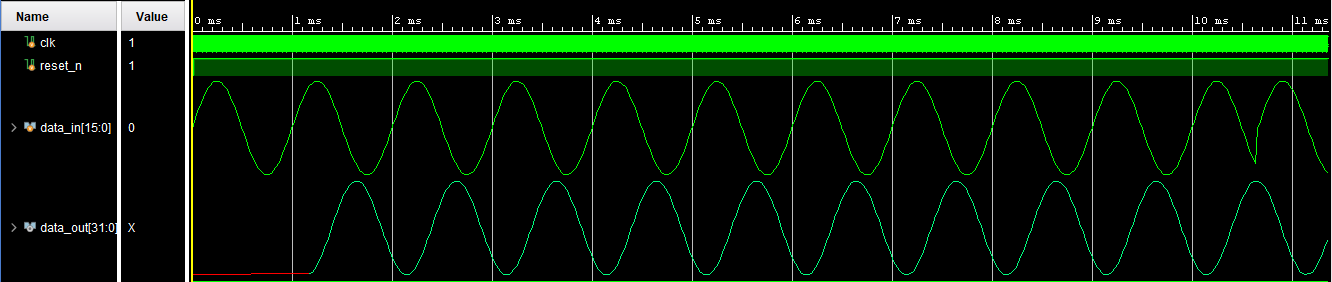 Name Value
0 ms 1 ms 2 ms 3 ms 4 ms 5 ms 6 ms 7 ms 8 ms 9 ms 10 ms 11 ms
clk 1
reset_n 1
data_in[15:0] 0
data_out[31:0] X